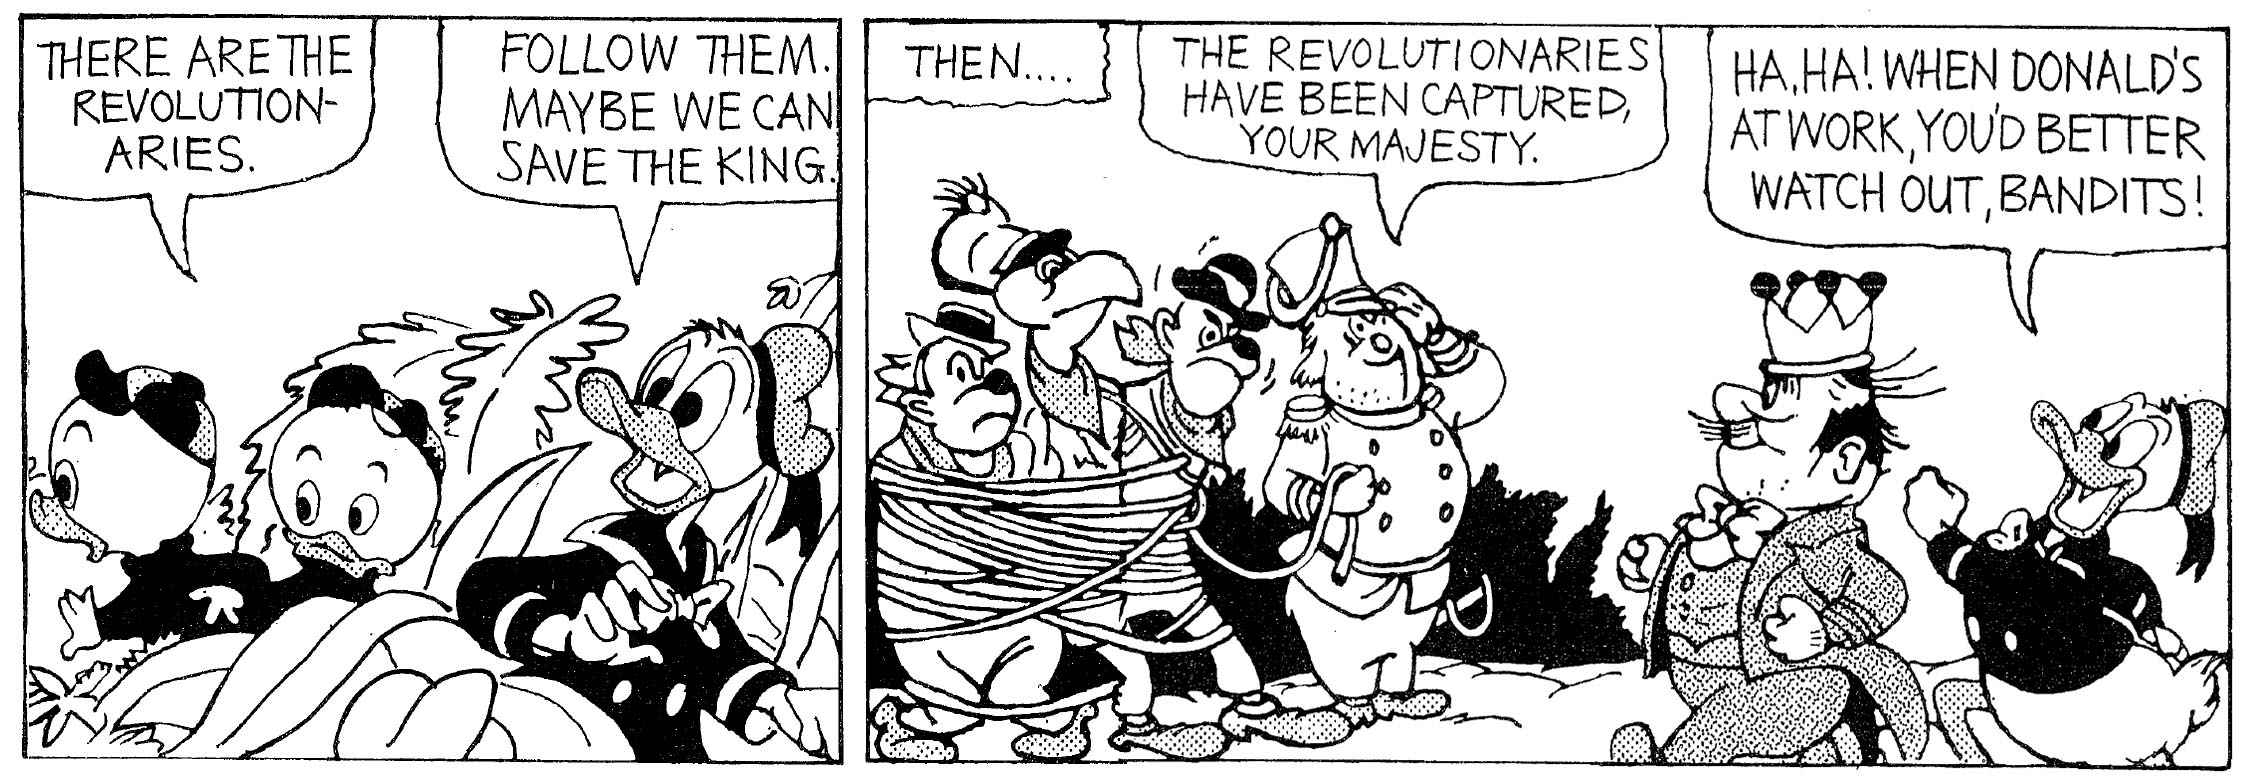 THERE ARE THE
REVOLUTION-
ARIES.
FOLLOW THEM.
MAYBE WE CAN
SAVE THE KING.
THEN....
THE REVOLUTIONARIES
HAVE BEEN CAPTURED,
YOUR MAJESTY.
HA, HA! WHEN DONALD'S
AT WORK, YOU'D BETTER
WATCH OUT, BANDITS!